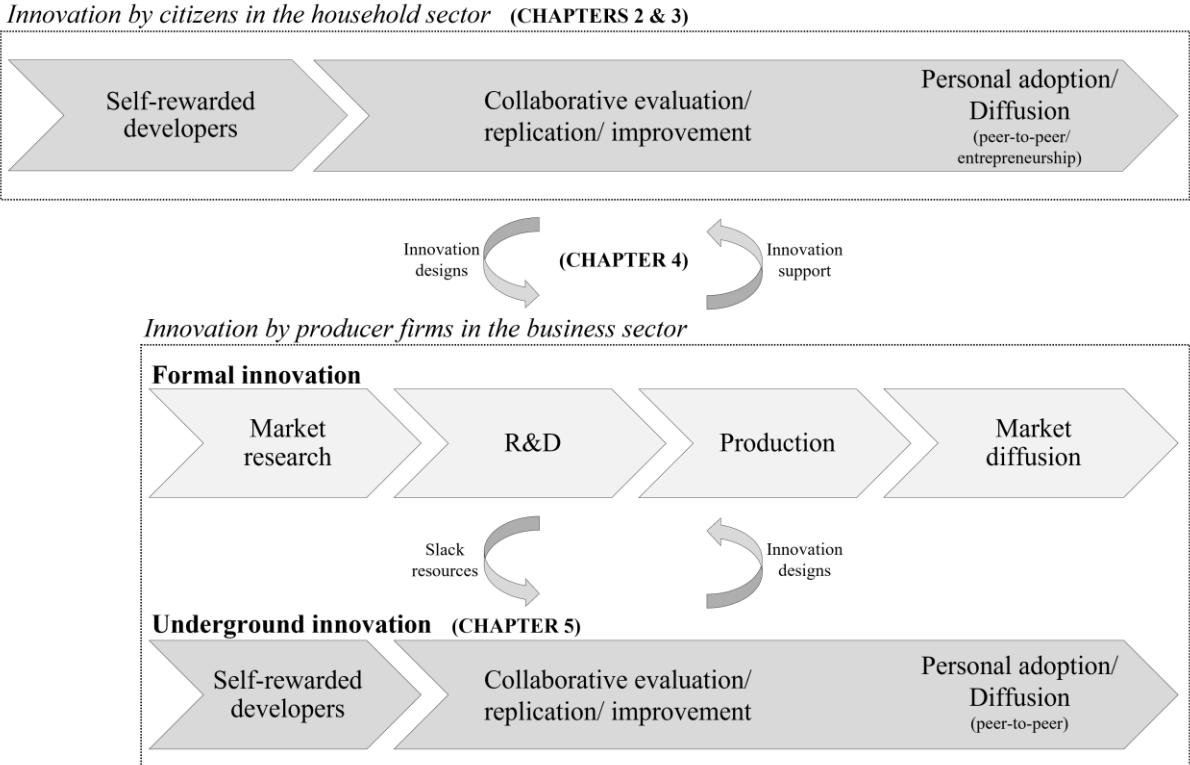 Innovation by citizens in the household sector (CHAPTERS 2 & 3)
Self-rewarded
developers
Collaborative evaluation/
replication/ improvement
Personal adoption/
Diffusion
(peer-to-peer/
entrepreneurship)
Innovation
designs
(CHAPTER 4)
Innovation
support
Innovation by producer firms in the business sector
Formal innovation
Market
research
R&D
Production
Market
diffusion
Slack
resources
Innovation
designs
Underground innovation (CHAPTER 5)
Self-rewarded
developers
Collaborative evaluation/
replication/ improvement
Personal adoption/
Diffusion
(peer-to-peer)